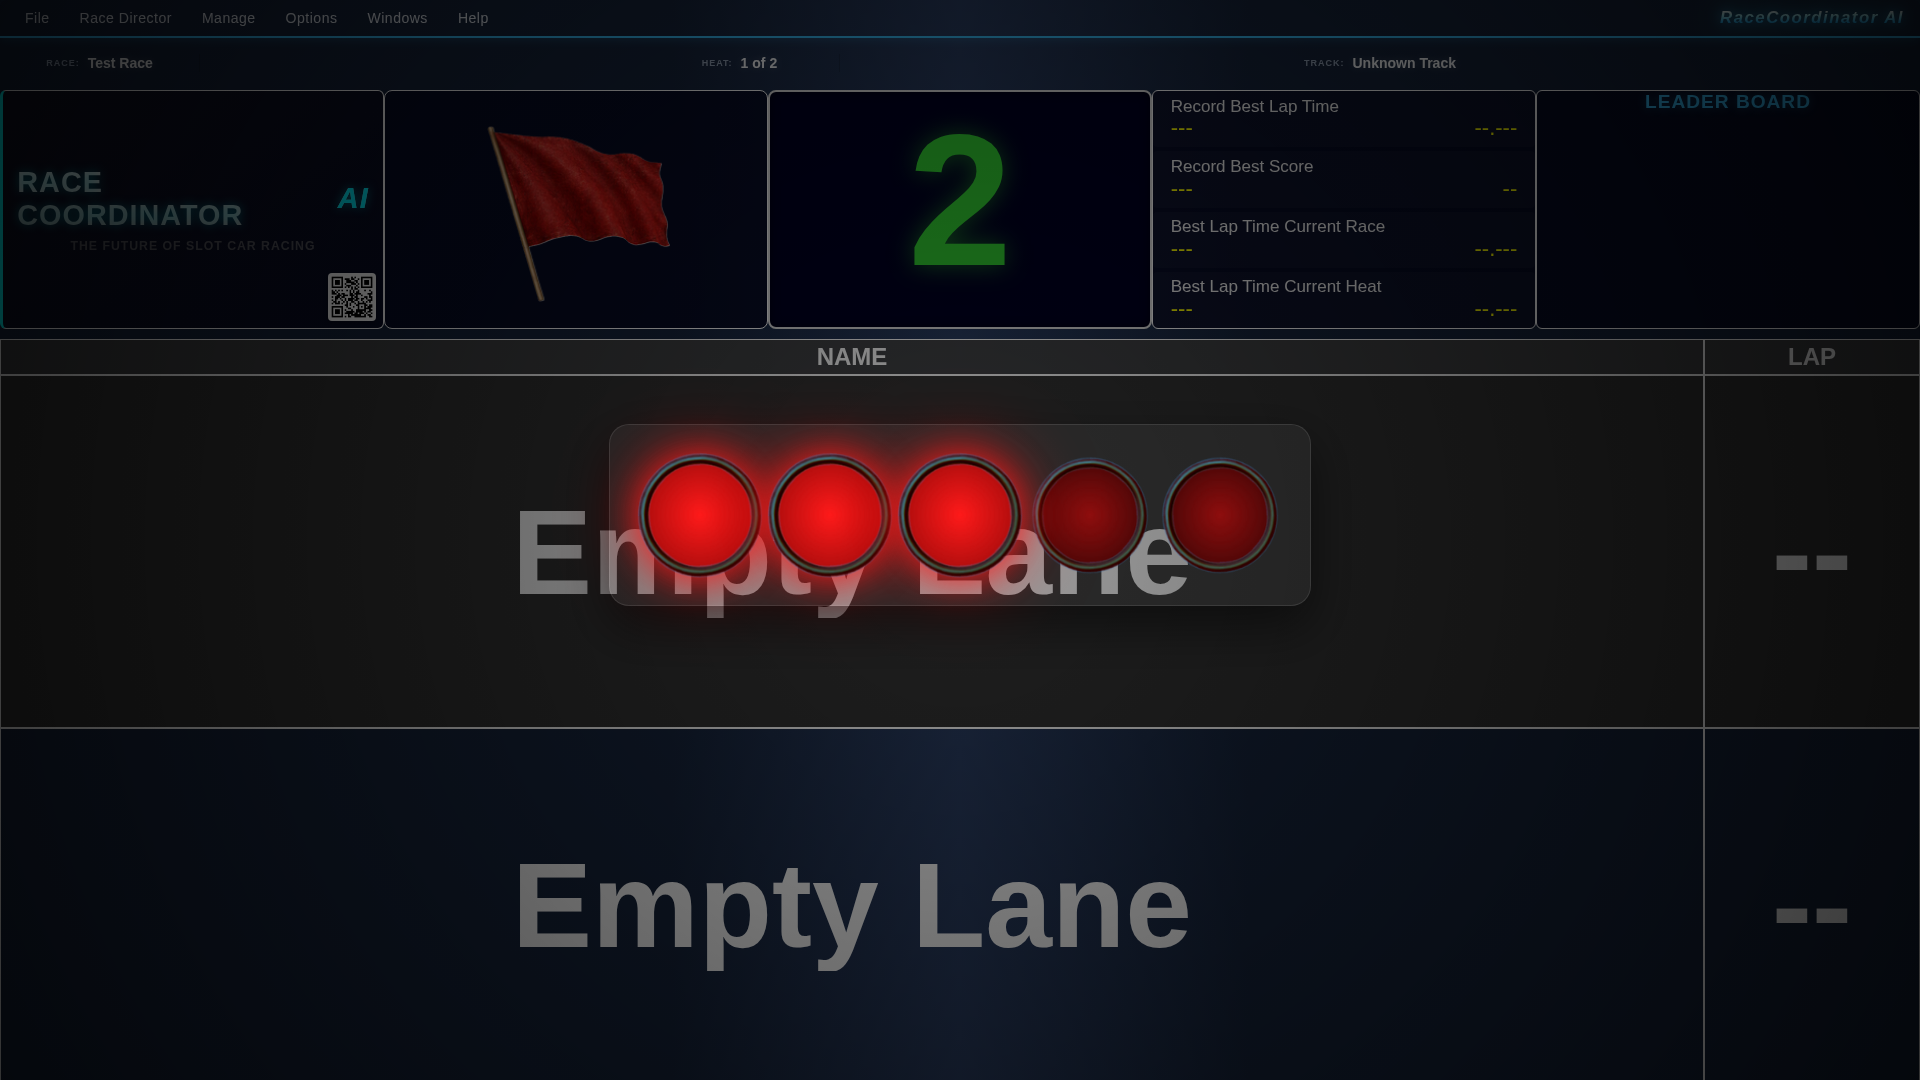 File Race Director Manage Options Windows Help RaceCoordinator AI
RACE: Test Race HEAT: 1 of 2 TRACK: Unknown Track
RACE
COORDINATOR
AI
THE FUTURE OF SLOT CAR RACING
2
Record Best Lap Time
--- --.---
Record Best Score
--- --
Best Lap Time Current Race
--- --.---
Best Lap Time Current Heat
--- --.---
LEADER BOARD
NAME LAP
Empty Lane --
Empty Lane --